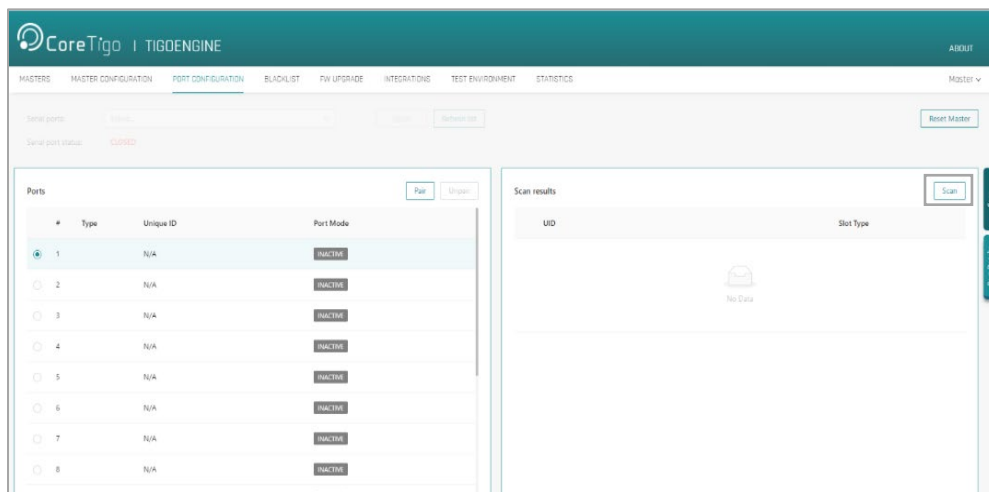 CoreTigo | TIGOENGINE
ABOUT
MASTERS MASTER CONFIGURATION PORT CONFIGURATION BLACKLIST FW UPGRADE INTEGRATIONS TEST ENVIRONMENT STATISTICS Master
Serial ports: Refresh list Reset Master
Serial port status: CLOSED
Ports Pair Unpair
# Type Unique ID Port Mode
1 N/A INACTIVE
2 N/A INACTIVE
3 N/A INACTIVE
4 N/A INACTIVE
5 N/A INACTIVE
6 N/A INACTIVE
7 N/A INACTIVE
8 N/A INACTIVE
Scan results Scan
UID Slot Type
No Data